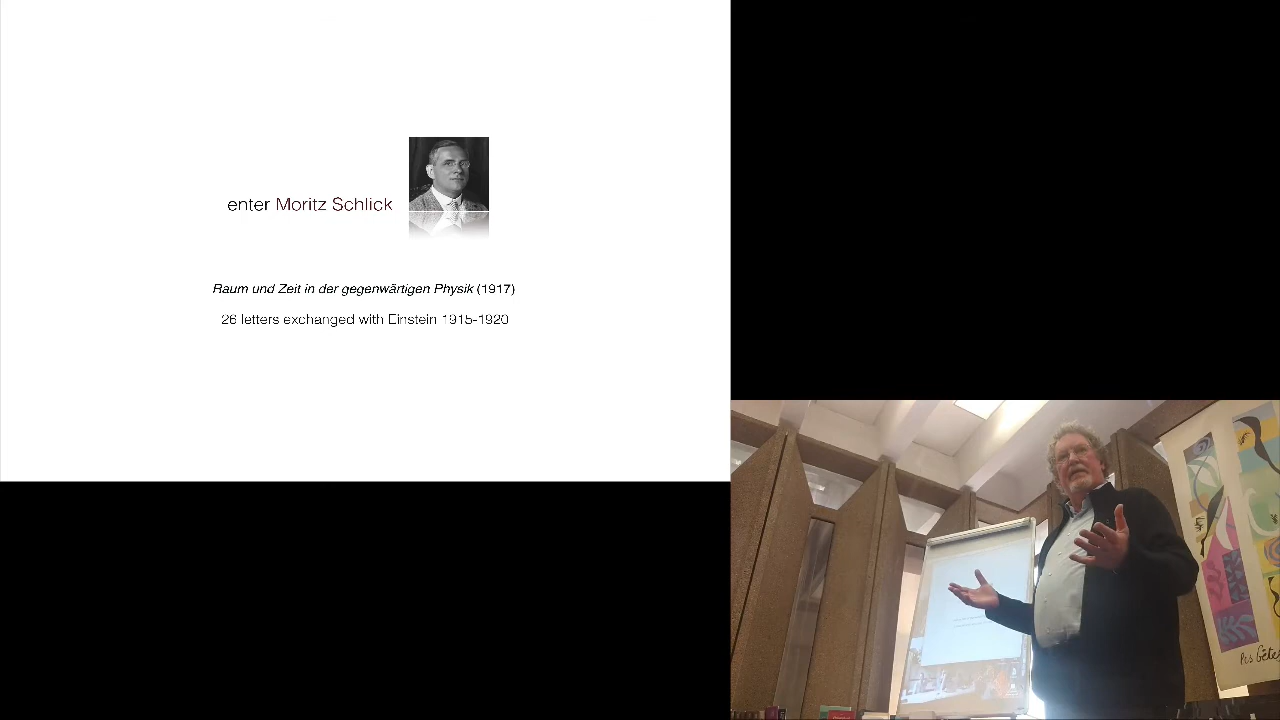 enter Moritz Schlick
Raum und Zeit in der gegenwärtigen Physik (1917)
26 letters exchanged with Einstein 1915-1920